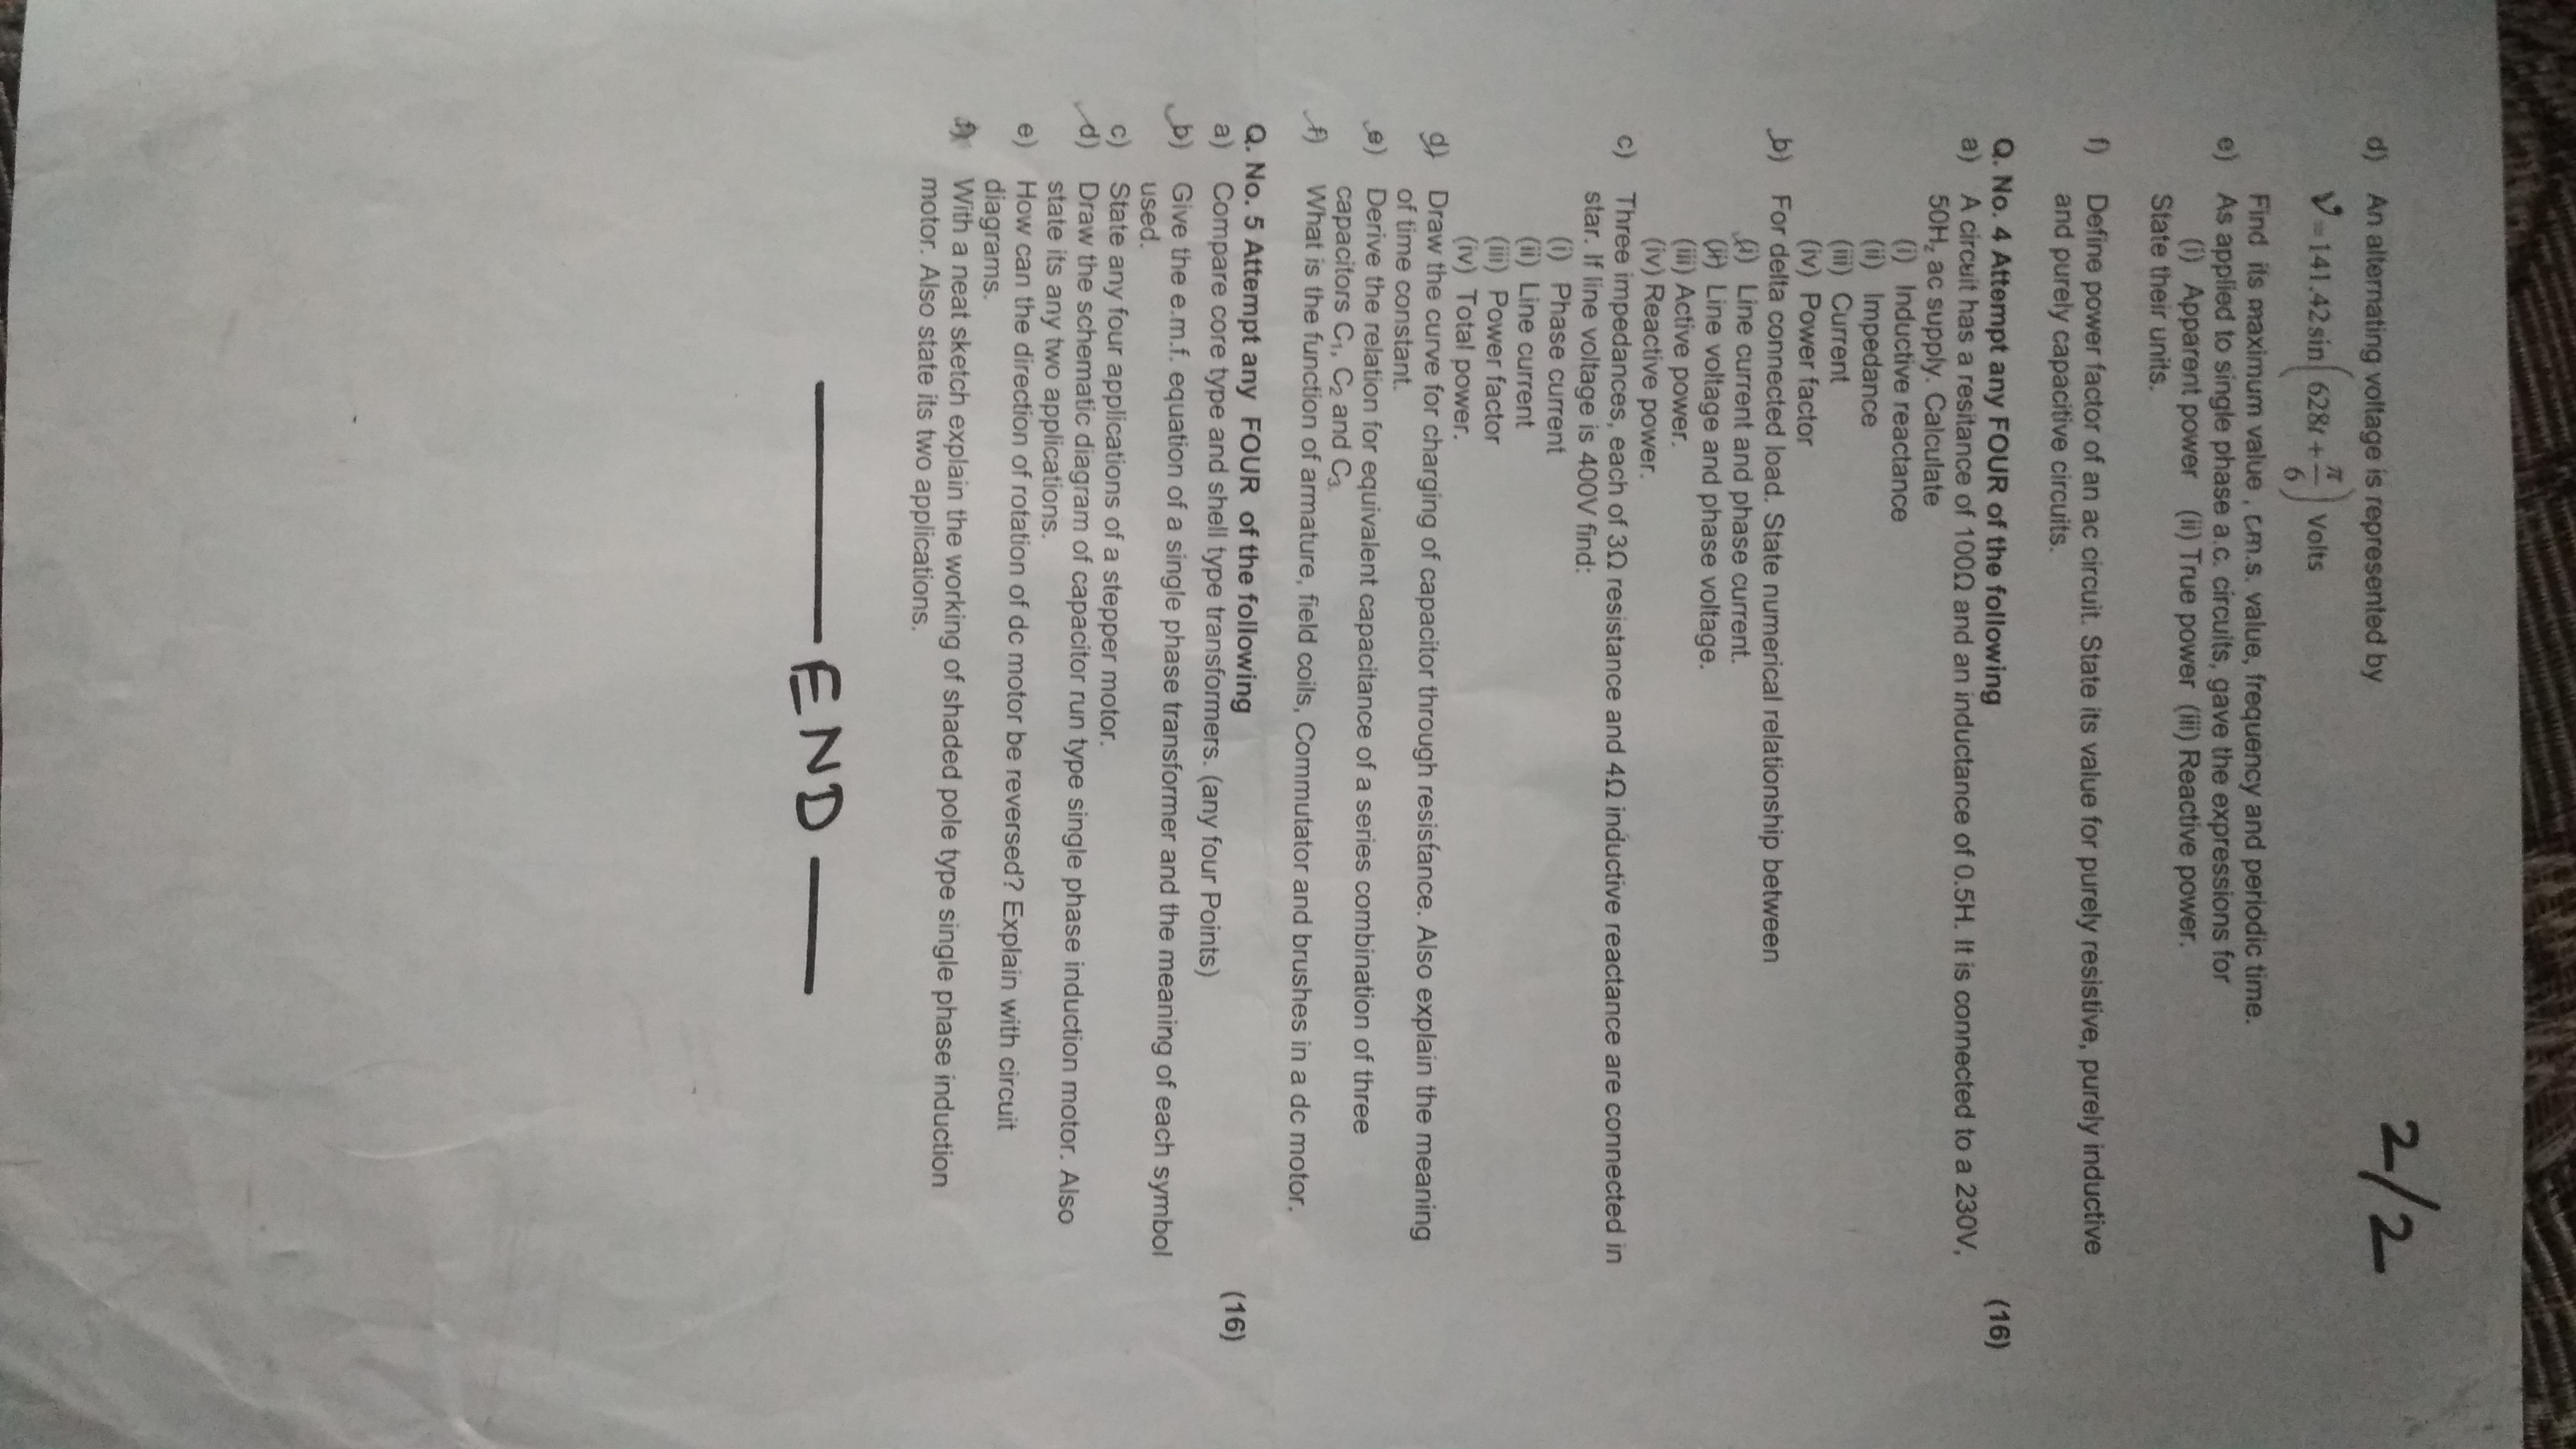 2/2
d) An alternating voltage is represented by
v = 141.42 sin ( 628t + π/6 ) volts
Find its maximum value, r.m.s. value, frequency and periodic time.
e) As applied to single phase a.c. circuits, gave the expressions for
(i) Apparent power (ii) True power (iii) Reactive power.
State their units.
f) Define power factor of an ac circuit. State its value for purely resistive, purely inductive
and purely capacitive circuits.
Q. No. 4 Attempt any FOUR of the following (16)
a) A circuit has a resitance of 100Ω and an inductance of 0.5H. It is connected to a 230V,
50Hz ac supply. Calculate
(i) Inductive reactance
(ii) Impedance
(iii) Current
(iv) Power factor
b) For delta connected load. State numerical relationship between
(i) Line current and phase current.
(ii) Line voltage and phase voltage.
(iii) Active power.
(iv) Reactive power.
c) Three impedances, each of 3Ω resistance and 4Ω inductive reactance are connected in
star. If line voltage is 400V find:
(i) Phase current
(ii) Line current
(iii) Power factor
(iv) Total power.
d) Draw the curve for charging of capacitor through resistance. Also explain the meaning
of time constant.
e) Derive the relation for equivalent capacitance of a series combination of three
capacitors C1, C2 and C3.
f) What is the function of armature, field coils, Commutator and brushes in a dc motor.
Q. No. 5 Attempt any FOUR of the following (16)
a) Compare core type and shell type transformers. (any four Points)
b) Give the e.m.f. equation of a single phase transformer and the meaning of each symbol
used.
c) State any four applications of a stepper motor.
d) Draw the schematic diagram of capacitor run type single phase induction motor. Also
state its any two applications.
e) How can the direction of rotation of dc motor be reversed? Explain with circuit
diagrams.
f) With a neat sketch explain the working of shaded pole type single phase induction
motor. Also state its two applications.
— END —